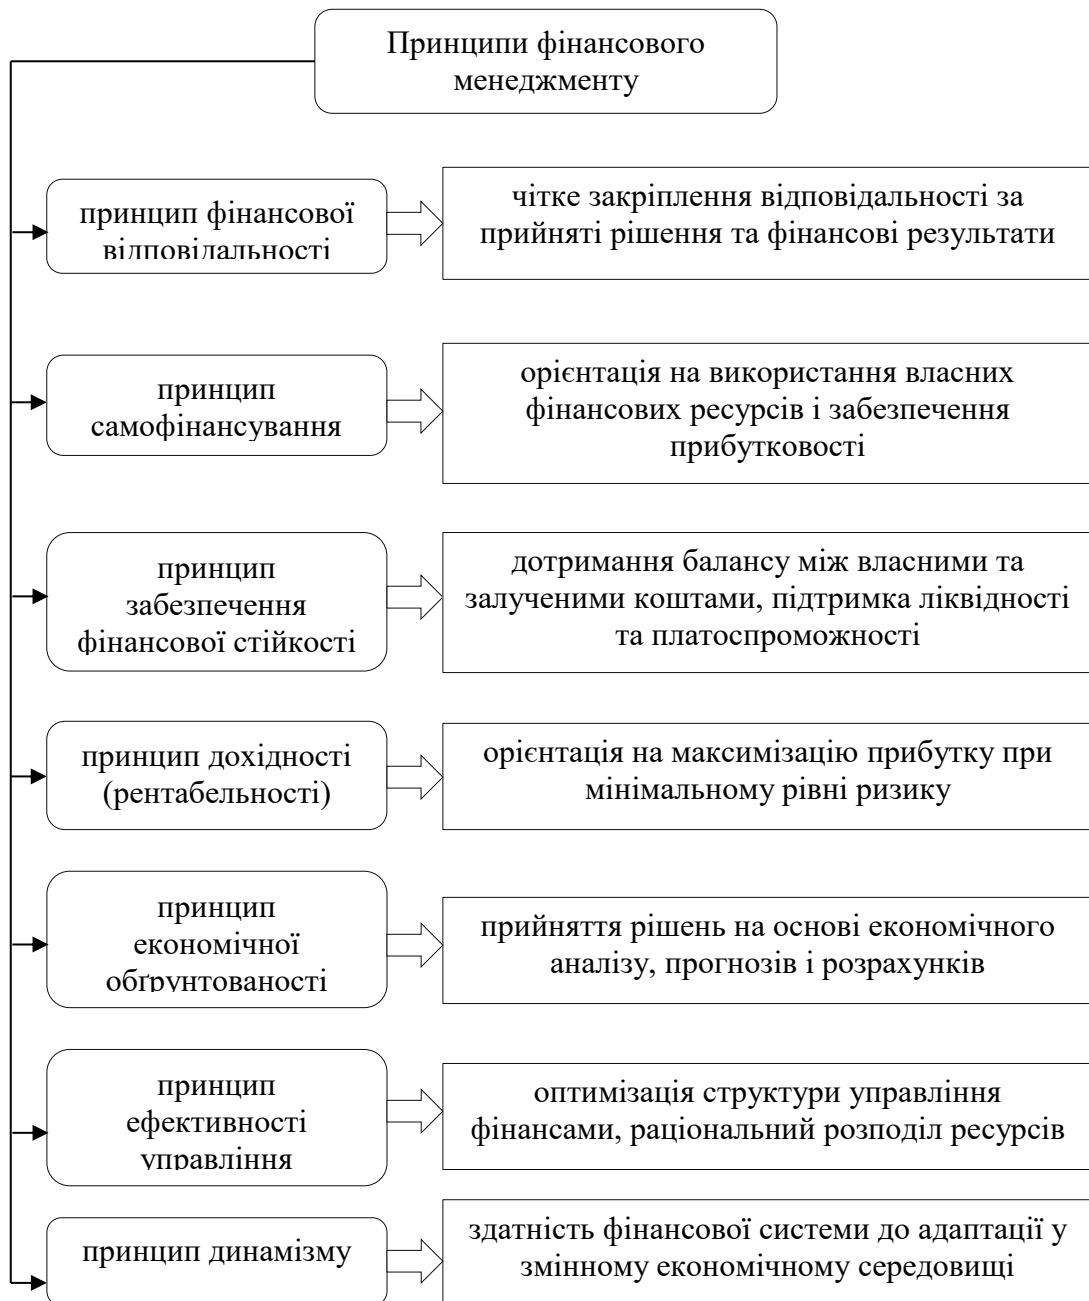 Принципи фінансового
менеджменту
принцип фінансової
відповідальності
чітке закріплення відповідальності за
прийняті рішення та фінансові результати
принцип
самофінансування
орієнтація на використання власних
фінансових ресурсів і забезпечення
прибутковості
принцип
забезпечення
фінансової стійкості
дотримання балансу між власними та
залученими коштами, підтримка ліквідності
та платоспроможності
принцип дохідності
(рентабельності)
орієнтація на максимізацію прибутку при
мінімальному рівні ризику
принцип
економічної
обґрунтованості
прийняття рішень на основі економічного
аналізу, прогнозів і розрахунків
принцип
ефективності
управління
оптимізація структури управління
фінансами, раціональний розподіл ресурсів
принцип динамізму
здатність фінансової системи до адаптації у
змінному економічному середовищі